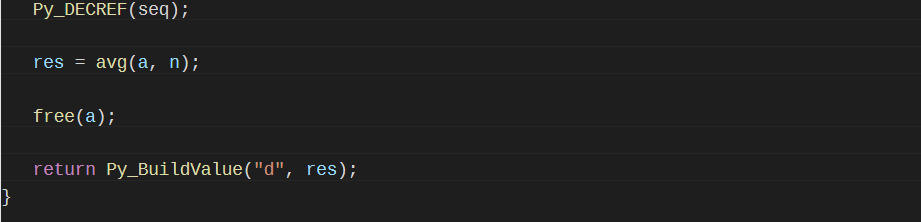 Py_DECREF(seq);
res = avg(a, n);
free(a);
return Py_BuildValue("d", res);
}